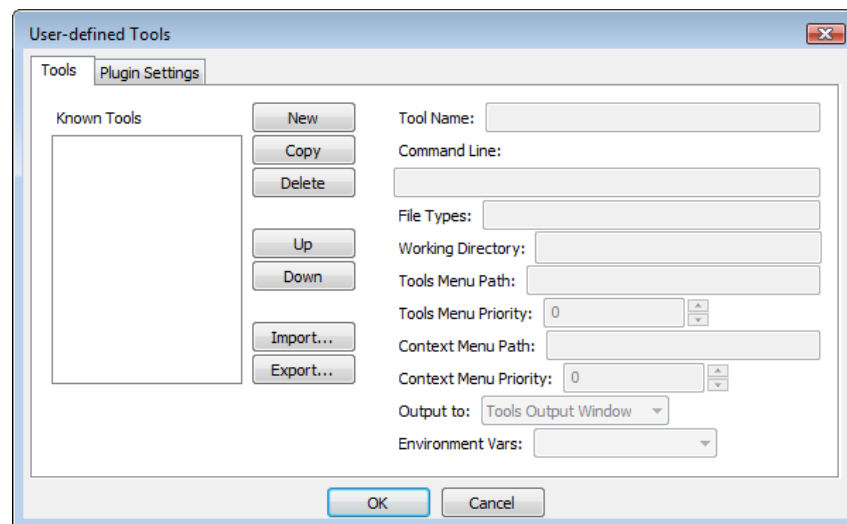 User-defined Tools
Tools
Plugin Settings
Known Tools
New
Copy
Delete
Up
Down
Import...
Export...
Tool Name:
Command Line:
File Types:
Working Directory:
Tools Menu Path:
Tools Menu Priority: 0
Context Menu Path:
Context Menu Priority: 0
Output to: Tools Output Window
Environment Vars:
OK
Cancel